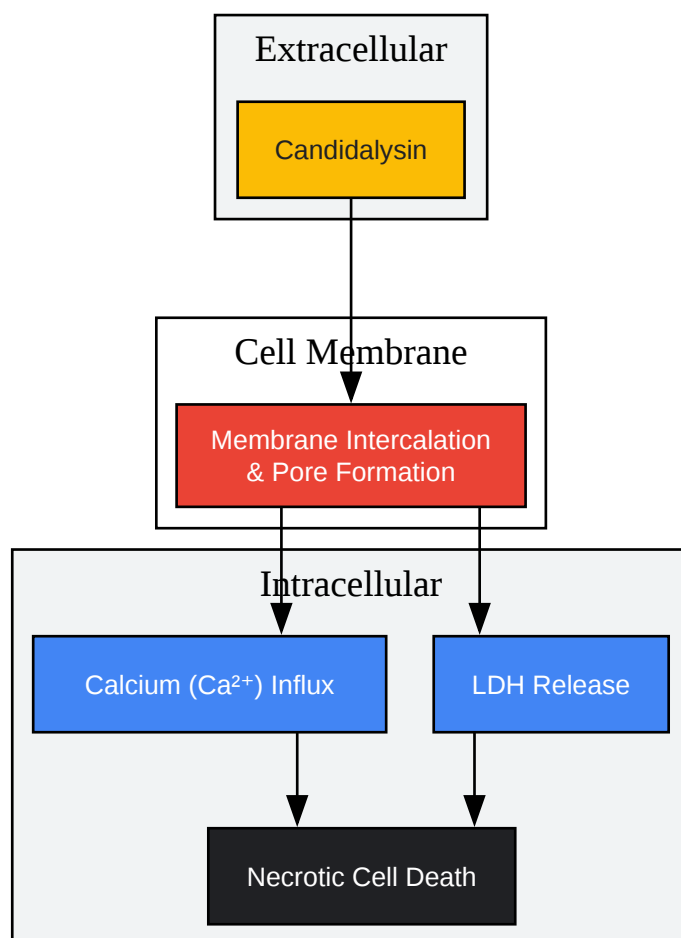 Extracellular
Candidalysin
Cell Membrane
Membrane Intercalation
& Pore Formation
Intracellular
Calcium (Ca²⁺) Influx
LDH Release
Necrotic Cell Death